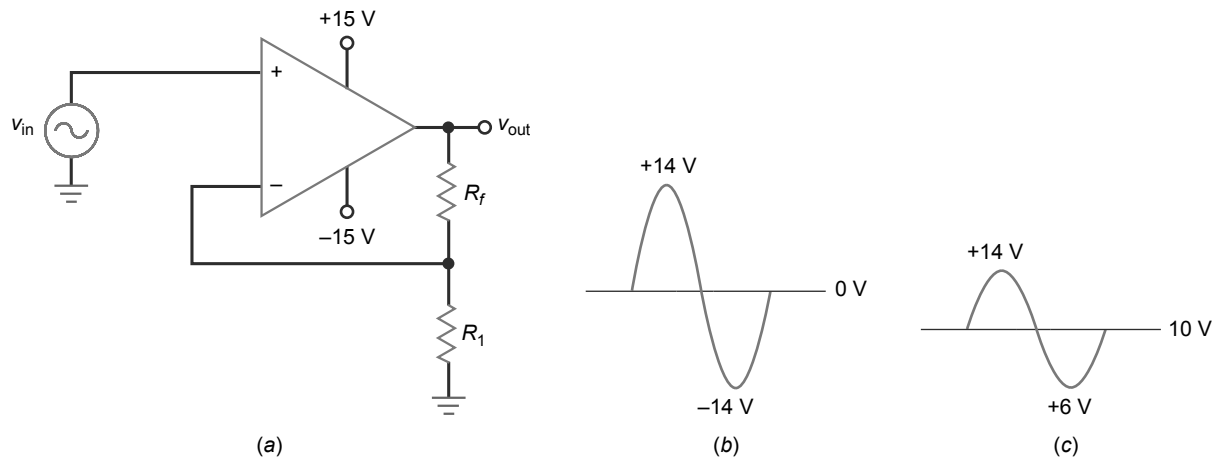 +15 V
+
v_in
v_out
−
R_f
–15 V
R_1
(a)
+14 V
0 V
–14 V
(b)
+14 V
10 V
+6 V
(c)